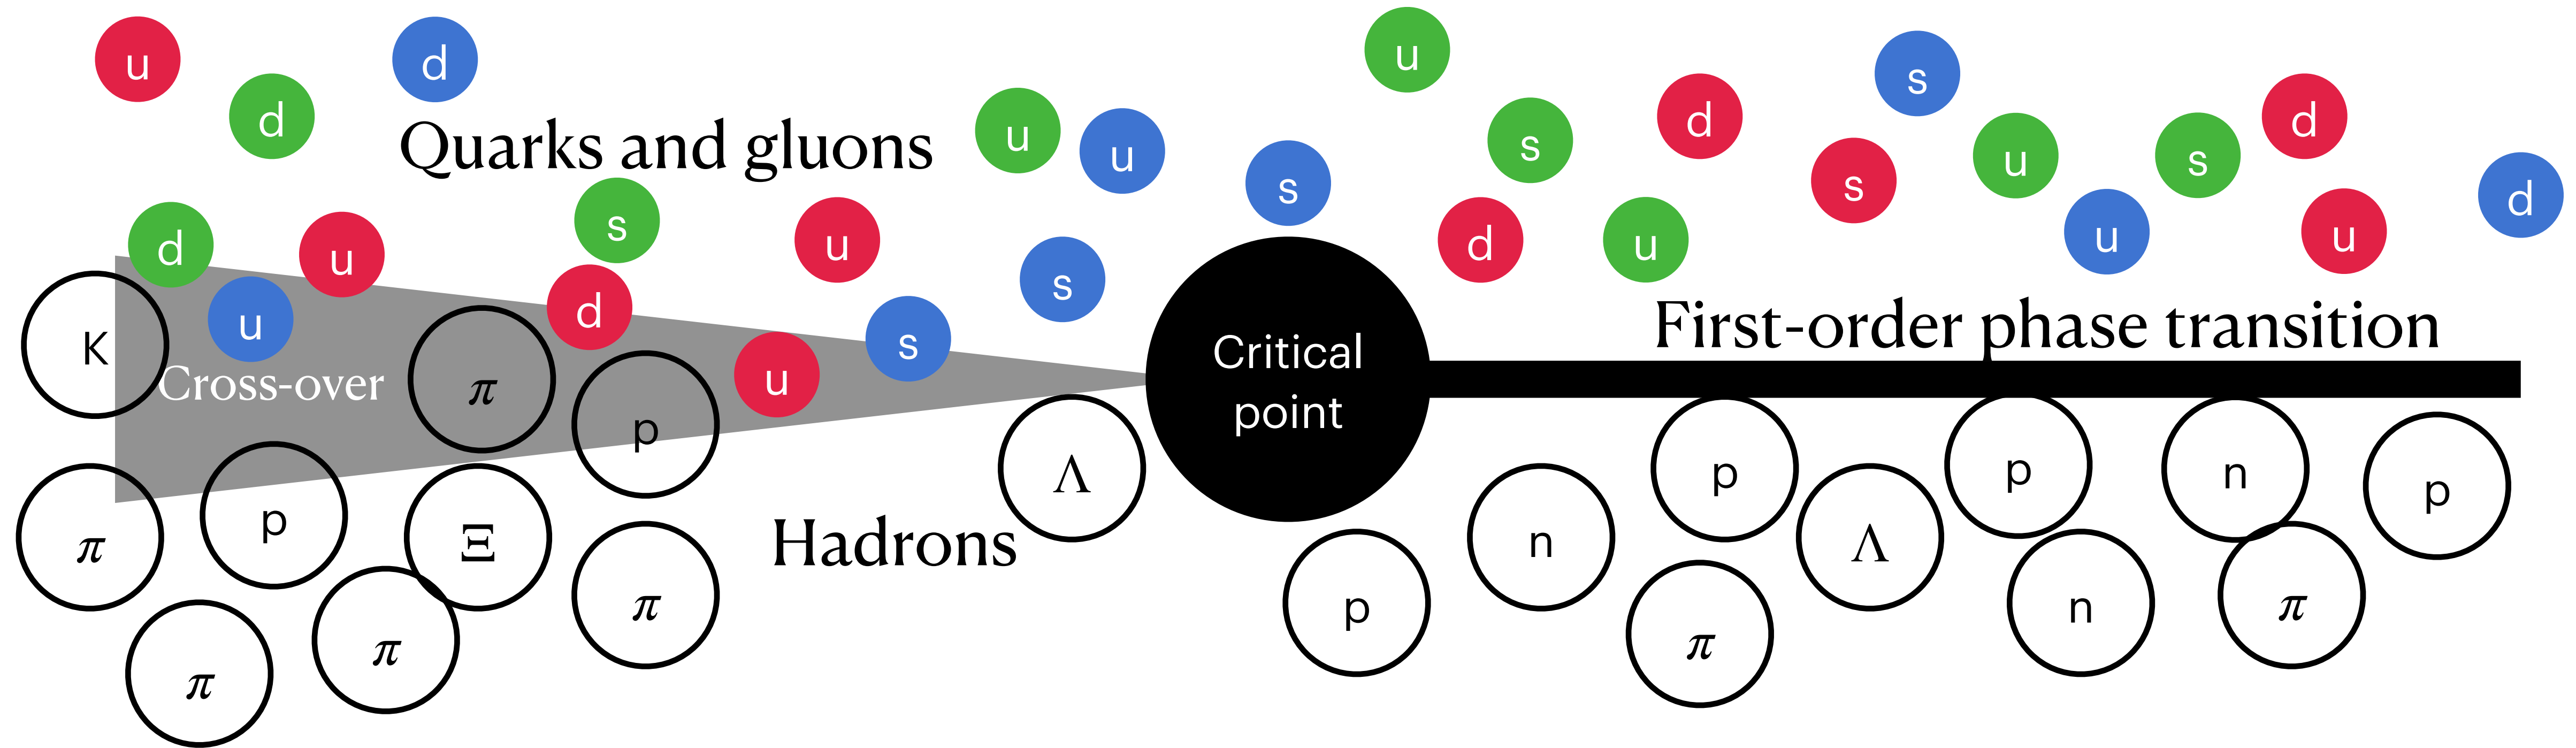 u
d
d
Quarks and gluons
u
u
s
u
s
d
s
d
s
u
u
s
d
u
d
d
u
s
u
s
d
u
u
d
s
u
K
Cross-over
π
p
Critical
point
First-order phase transition
π
p
Ξ
π
π
π
Hadrons
Λ
p
n
p
π
Λ
p
n
n
π
p